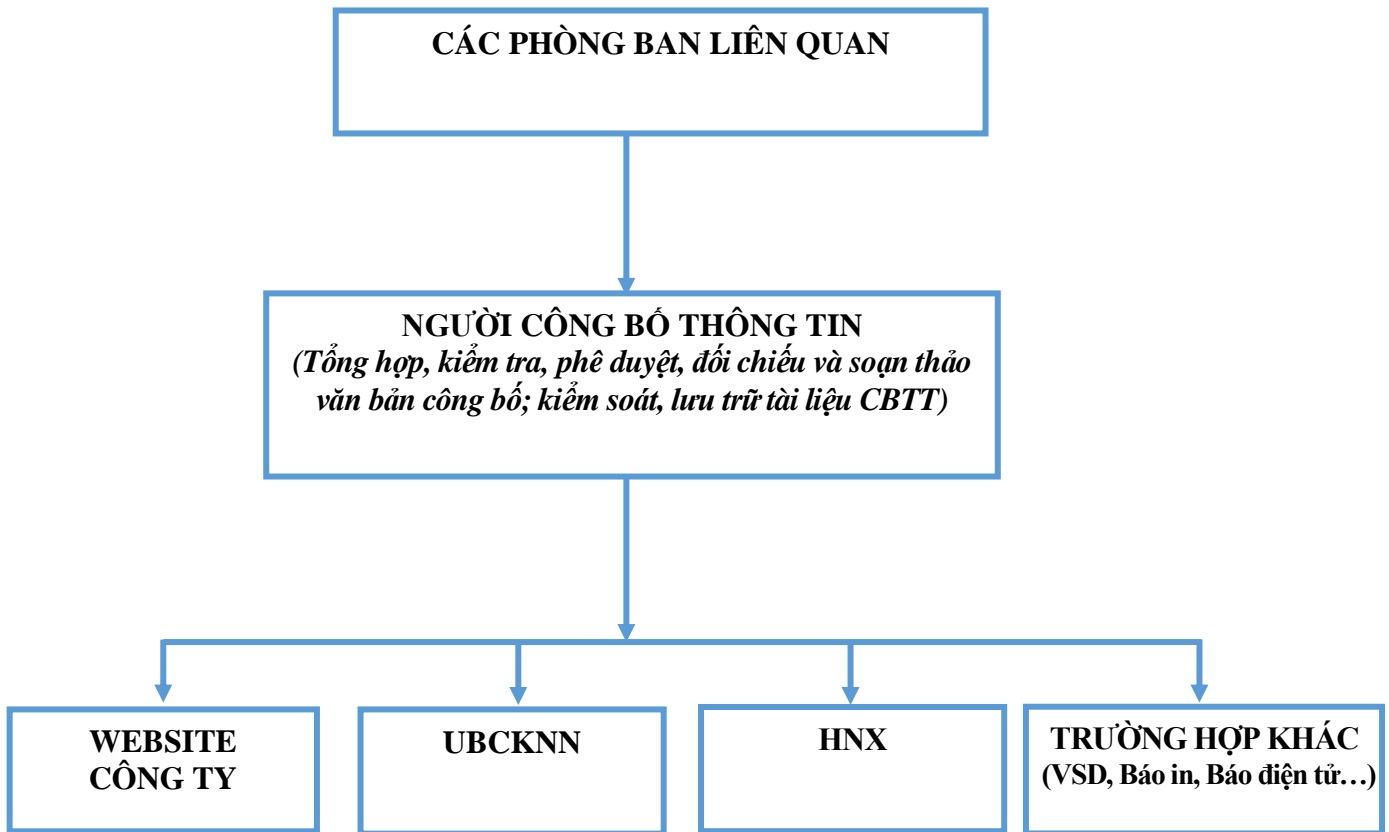 CÁC PHÒNG BAN LIÊN QUAN
NGƯỜI CÔNG BỐ THÔNG TIN
(Tổng hợp, kiểm tra, phê duyệt, đối chiếu và soạn thảo
văn bản công bố; kiểm soát, lưu trữ tài liệu CBTT)
WEBSITE
CÔNG TY
UBCKNN
HNX
TRƯỜNG HỢP KHÁC
(VSD, Báo in, Báo điện tử…)